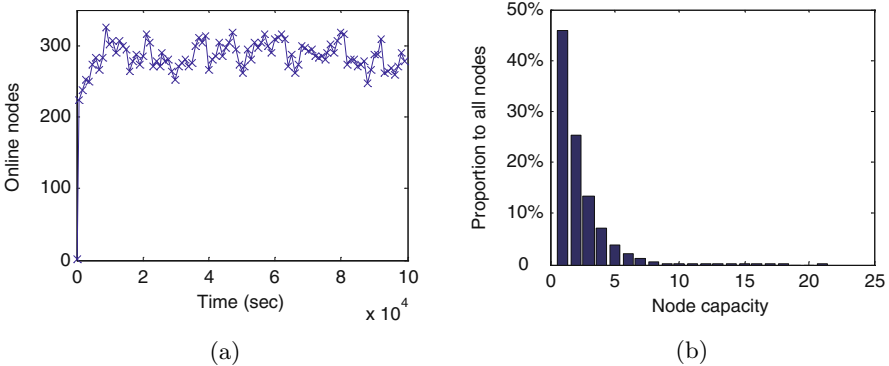 300
200
100
0
Online nodes
0 2 4 6 8 10
Time (sec)
x 10^4
(a)
50%
40%
30%
20%
10%
0
Proportion to all nodes
0 5 10 15 20 25
Node capacity
(b)